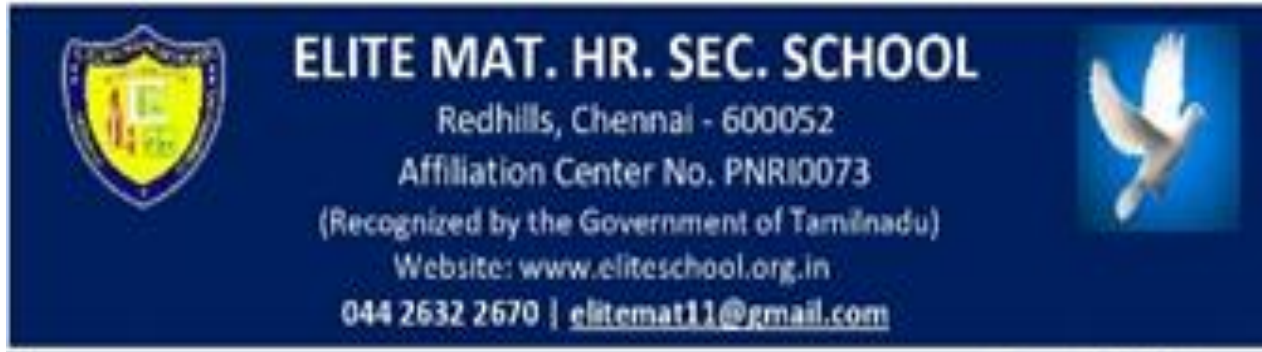 ELITE MAT. HR. SEC. SCHOOL
Redhills, Chennai - 600052
Affiliation Center No. PNRI0073
(Recognized by the Government of Tamilnadu)
Website: www.eliteschool.org.in
044 2632 2670 | elitemat11@gmail.com